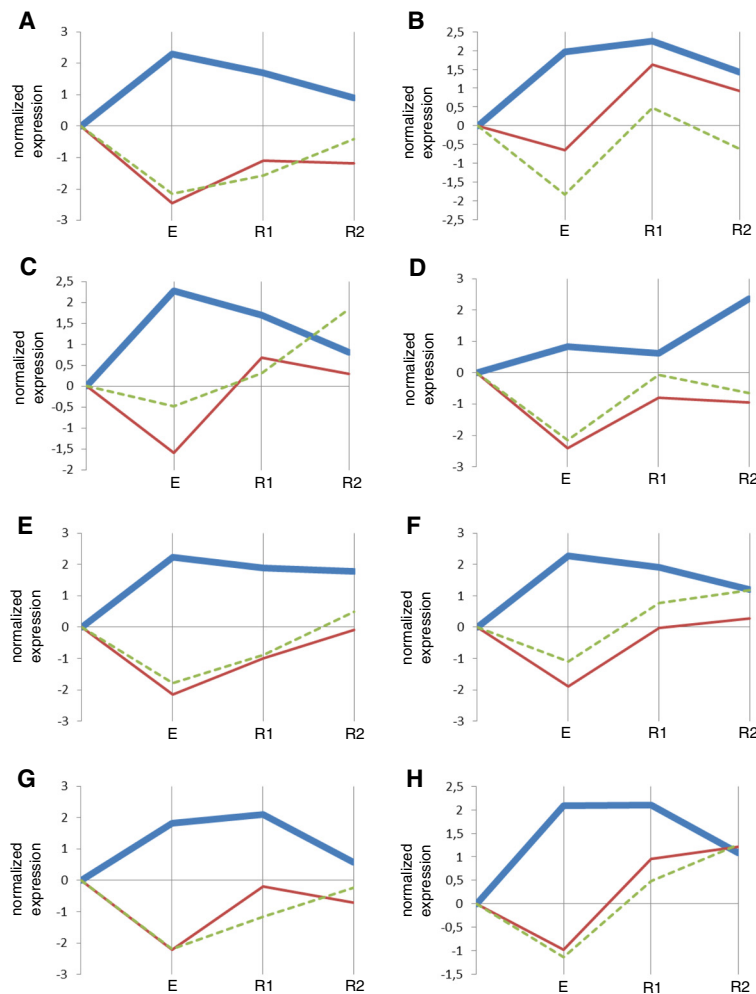 A
normalized
expression
3
2
1
0
-1
-2
-3
E R1 R2
B
normalized
expression
2,5
2
1,5
1
0,5
0
-0,5
-1
-1,5
-2
-2,5
E R1 R2
C
normalized
expression
2,5
2
1,5
1
0,5
0
-0,5
-1
-1,5
-2
E R1 R2
D
normalized
expression
3
2
1
0
-1
-2
-3
E R1 R2
E
normalized
expression
3
2
1
0
-1
-2
-3
E R1 R2
F
normalized
expression
3
2
1
0
-1
-2
-3
E R1 R2
G
normalized
expression
3
2
1
0
-1
-2
-3
E R1 R2
H
normalized
expression
2,5
2
1,5
1
0,5
0
-0,5
-1
-1,5
E R1 R2